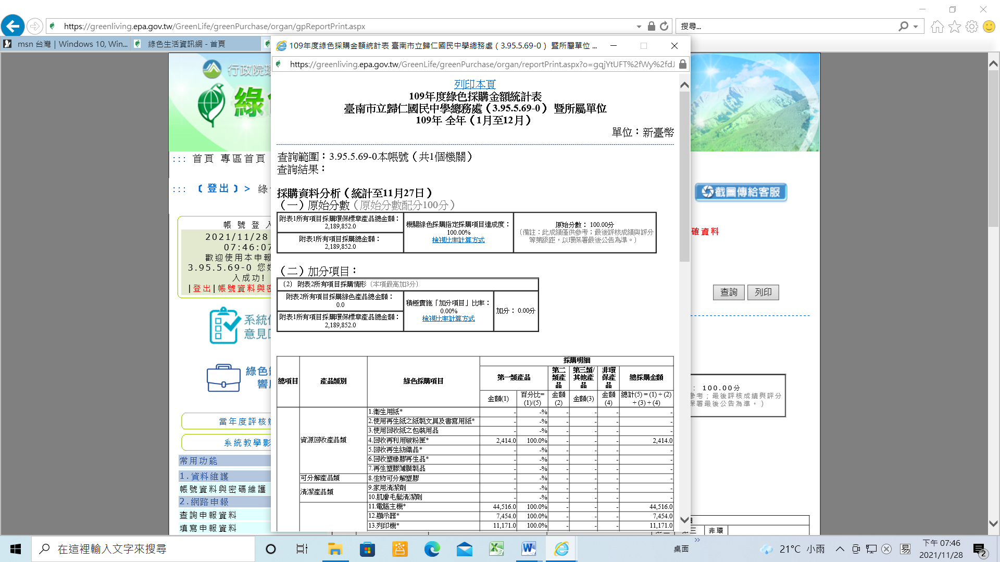 https://greenliving.epa.gov.tw/GreenLife/greenPurchase/organ/gpReportPrint.aspx
搜尋...
msn 台灣 | Windows 10, Win...
綠色生活資訊網 - 首頁
109年度綠色採購金額統計表 臺南市立歸仁國民中學總務處（3.95.5.69-0） 暨所屬單位 ...
https://greenliving.epa.gov.tw/GreenLife/greenPurchase/organ/reportPrint.aspx?o=gqjYtUFT%2fWy%2fdJ
行政院
綠
::: 首頁 專區首頁
::: 〔登出〕> 綠
帳 號 登 入
2021/11/28
07:46:07
歡迎使用本申報
3.95.5.69-0 您
入成功!
|登出|帳號資料與密
系統
意見
綠色
響
當年度評核
系統教學影
常用功能
1.資料維護
帳號資料與密碼維護
2.網路申報
查詢申報資料
填寫申報資料
列印本頁
109年度綠色採購金額統計表
臺南市立歸仁國民中學總務處（3.95.5.69-0） 暨所屬單位
109年 全年（1月至12月）
單位：新臺幣
查詢範圍：3.95.5.69-0本帳號（共1個機關）
查詢結果：
採購資料分析（統計至11月27日）
（一）原始分數（原始分數配分100分）
附表1所有項目採購環保標章產品總金額：
2,189,852.0
附表1所有項目採購總金額：
2,189,852.0
機關綠色採購指定採購項目達成度：
100.00%
檢視比率計算方式
原始分數： 100.00分
〔備註：此成績僅供參考；最後評核成績與評分
等第級距，以環保署最後公告為準。〕
（二）加分項目：
〔2〕 附表2所有項目採購情形〔本項最高加3分〕
附表2所有項目採購綠色產品總金額：
0.0
附表1所有項目採購環保標章產品總金額：
2,189,852.0
積極實施「加分項目」比率：
0.00%
檢視比率計算方式
加分： 0.00分
總項目 產品類別 綠色採購項目 採購明細
第一類產品 第二類產品 第三類/其他產品 非環保產品 總採購金額
金額(1) 百分比=(1)/(5) 金額(2) 金額(3) 金額(4) 總計(5) = (1) + (2) + (3) + (4)
資源回收產品類
1.衛生用紙* - -% - - - -
2.使用再生紙之紙製文具及書寫用紙* - -% - - - -
3.使用回收紙之包裝用品 - -% - - - -
4.回收再利用碳粉匣* 2,414.0 100.0% - - - 2,414.0
5.回收再生紡織品* - -% - - - -
6.回收塑橡膠再生品* - -% - - - -
7.再生塑膠薄膜製品 - -% - - - -
可分解產品類 8.生物可分解塑膠 - -% - - - -
清潔產品類
9.家用清潔劑 - -% - - - -
10.肌膚毛髮清潔劑 - -% - - - -
11.電腦主機* 44,516.0 100.0% - - - 44,516.0
12.顯示器* 7,454.0 100.0% - - - 7,454.0
13.列印機* 11,171.0 100.0% - - - 11,171.0
截圖傳給客服
確資料
查詢 列印
： 100.00分
參考；最後評核成績與評分
保署最後公告為準。）
非環
在這裡輸入文字來搜尋
桌面
21°C 小雨
易
下午 07:46
2021/11/28
2